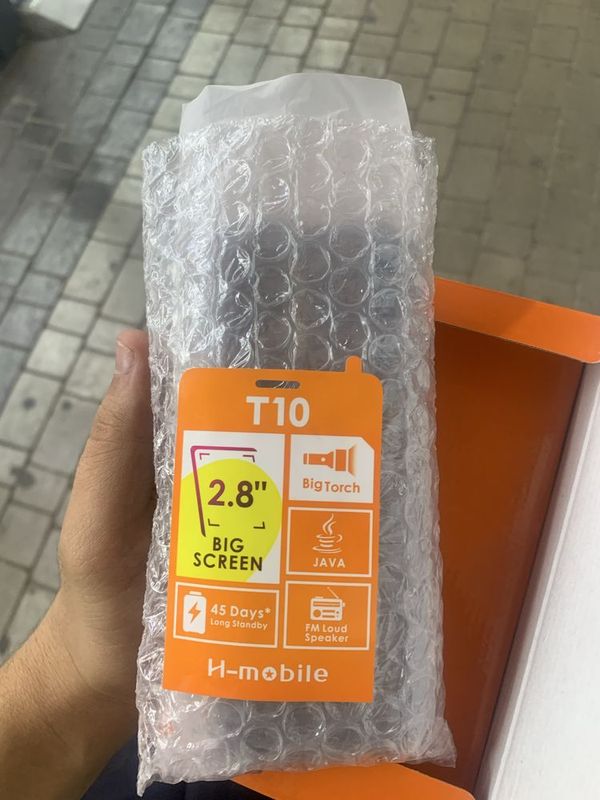 T10
2.8"
BIG
SCREEN
Big Torch
JAVA
45 Days*
Long Standby
FM Loud
Speaker
H-mobile